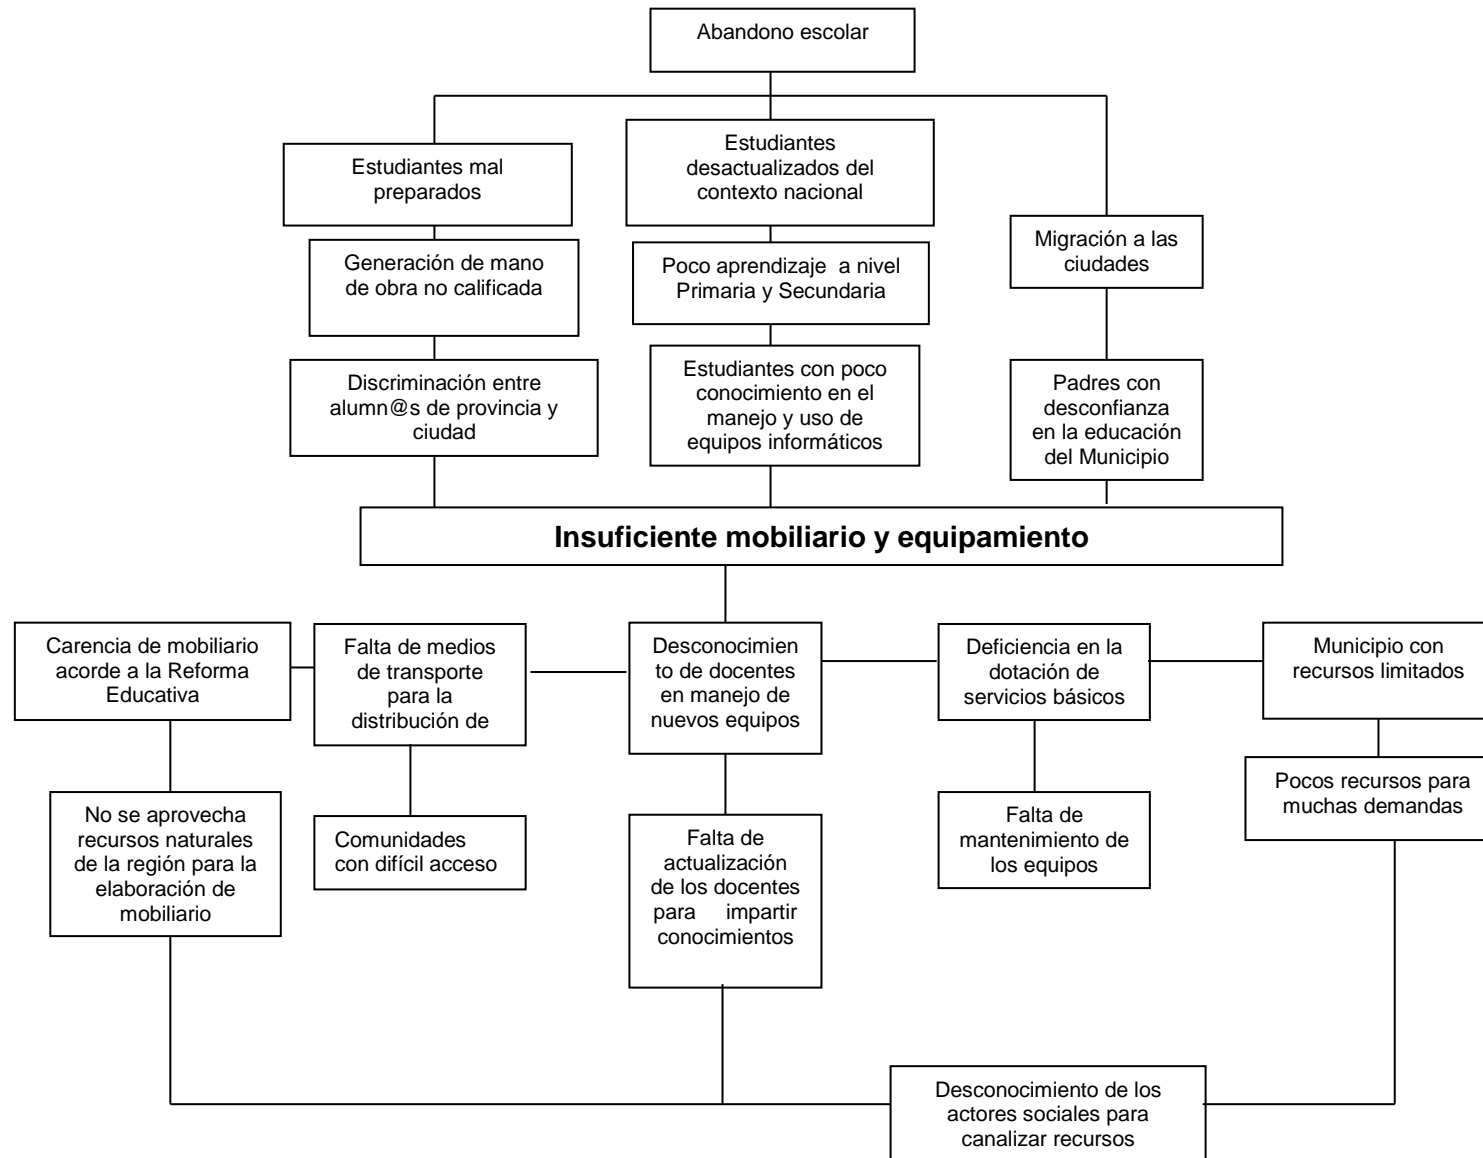 Abandono escolar
Estudiantes mal
preparados
Estudiantes
desactualizados del
contexto nacional
Migración a las
ciudades
Generación de mano
de obra no calificada
Poco aprendizaje  a nivel
Primaria y Secundaria
Discriminación entre
alumn@s de provincia y
ciudad
Estudiantes con poco
conocimiento en el
manejo y uso de
equipos informáticos
Padres con
desconfianza
en la educación
del Municipio
Insuficiente mobiliario y equipamiento
Carencia de mobiliario
acorde a la Reforma
Educativa
Falta de medios
de transporte
para la
distribución de
Desconocimien
to de docentes
en manejo de
nuevos equipos
Deficiencia en la
dotación de
servicios básicos
Municipio con
recursos limitados
No se aprovecha
recursos naturales
de la región para la
elaboración de
mobiliario
Comunidades
con difícil acceso
Falta de
actualización
de los docentes
para impartir
conocimientos
Falta de
mantenimiento de
los equipos
Pocos recursos para
muchas demandas
Desconocimiento de los
actores sociales para
canalizar recursos